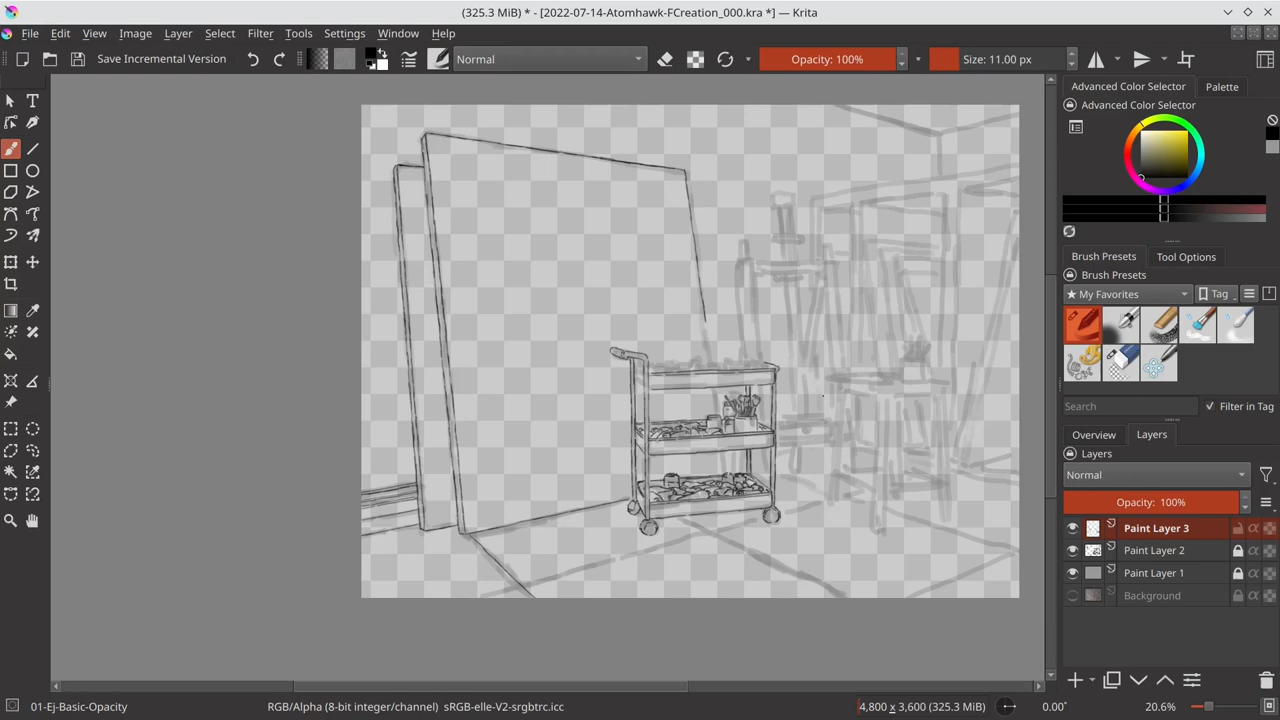 (325.3 MiB) * - [2022-07-14-Atomhawk-FCreation_000.kra *] — Krita
File Edit View Image Layer Select Filter Tools Settings Window Help
Save Incremental Version Normal Opacity: 100% Size: 11.00 px
Advanced Color Selector Palette
Advanced Color Selector
Brush Presets Tool Options
Brush Presets
★ My Favorites Tag
Search Filter in Tag
Overview Layers
Layers
Normal
Opacity: 100%
Paint Layer 3
Paint Layer 2
Paint Layer 1
Background
01-Ej-Basic-Opacity RGB/Alpha (8-bit integer/channel) sRGB-elle-V2-srgbtrc.icc 4,800 x 3,600 (325.3 MiB) 0.00° 20.6%